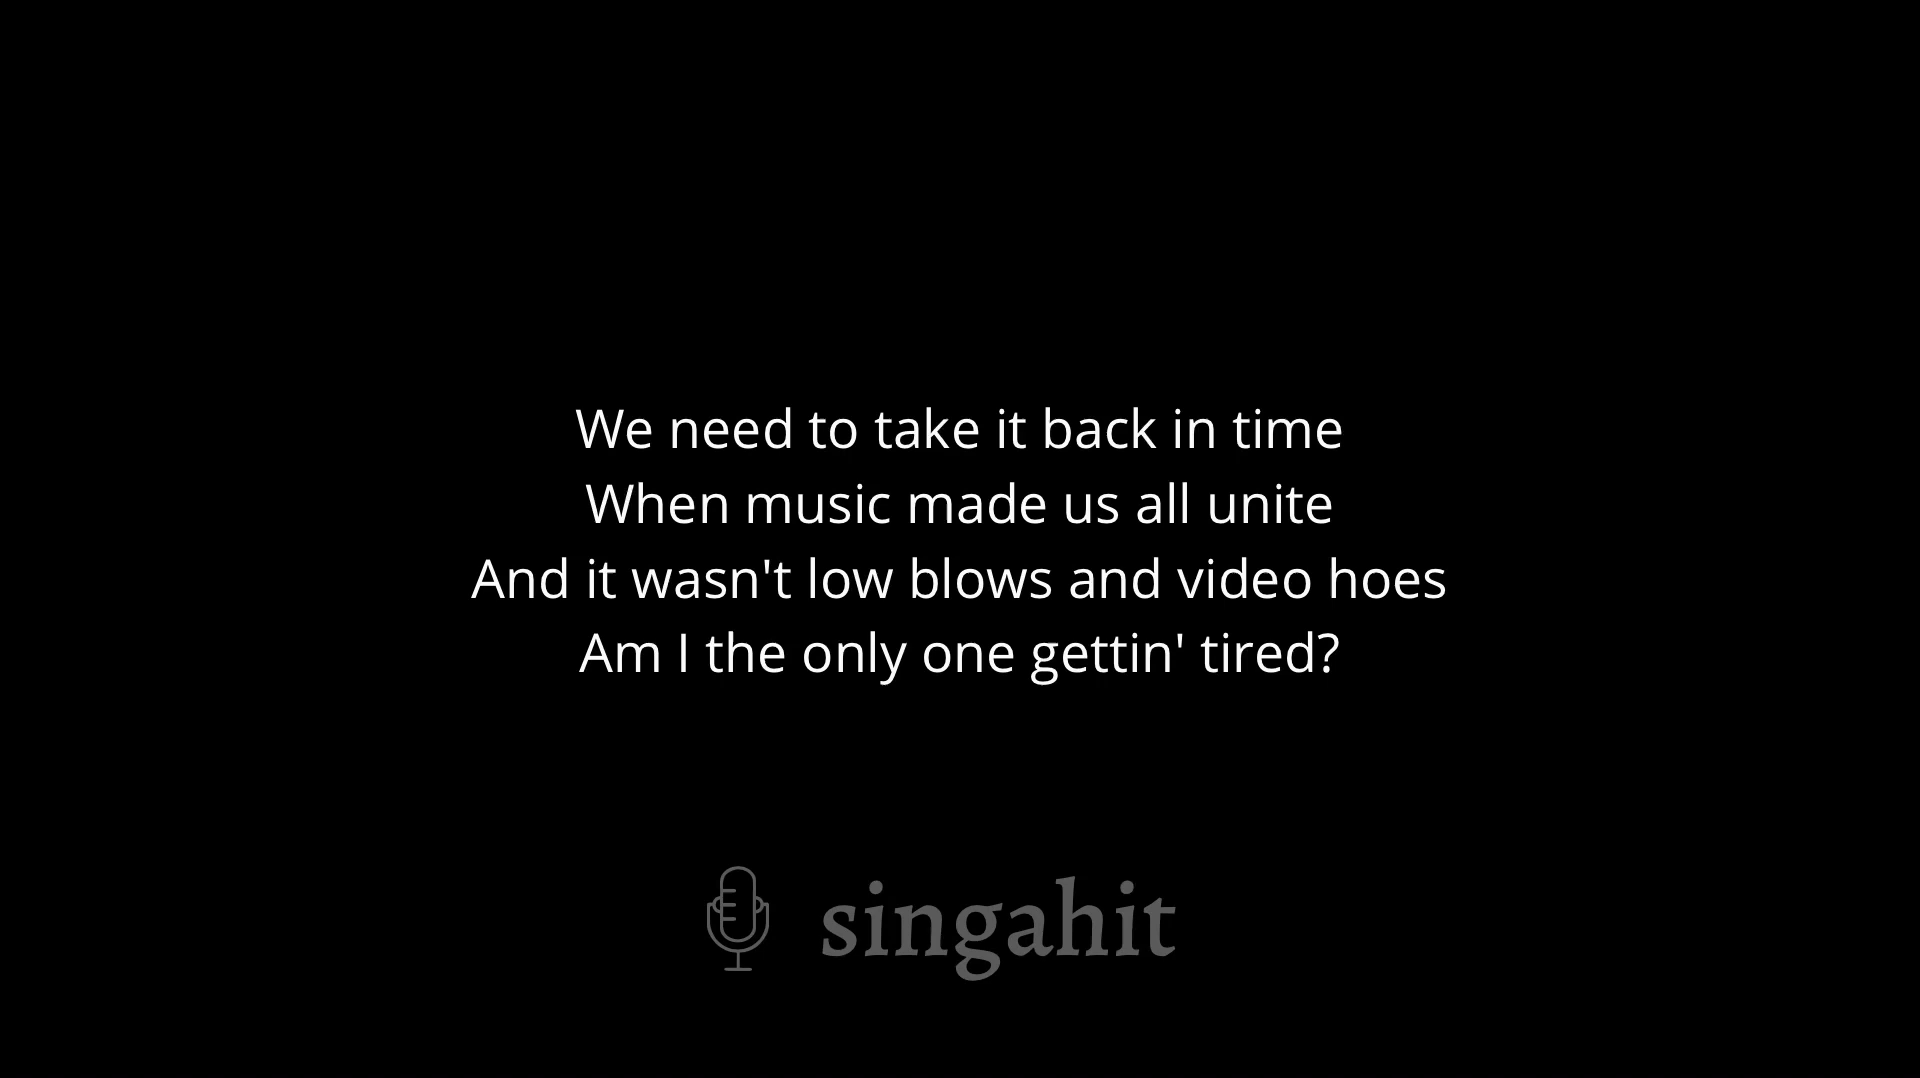 We need to take it back in time
When music made us all unite
And it wasn't low blows and video hoes
Am I the only one gettin' tired?
singahit